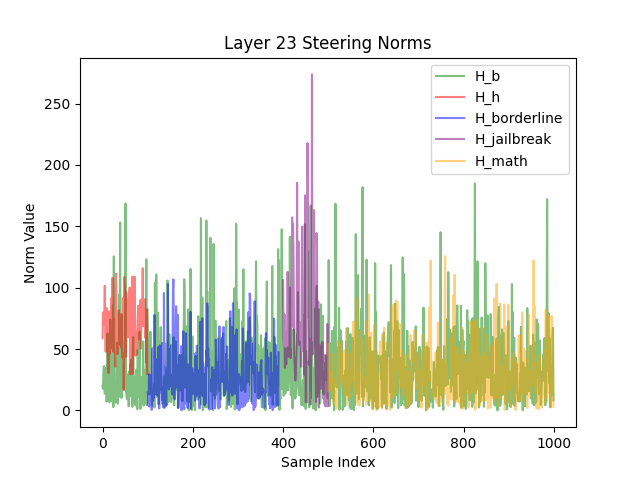 Layer 23 Steering Norms
H_b
H_h
H_borderline
H_jailbreak
H_math
Norm Value
250
200
150
100
50
0
0 200 400 600 800 1000
Sample Index